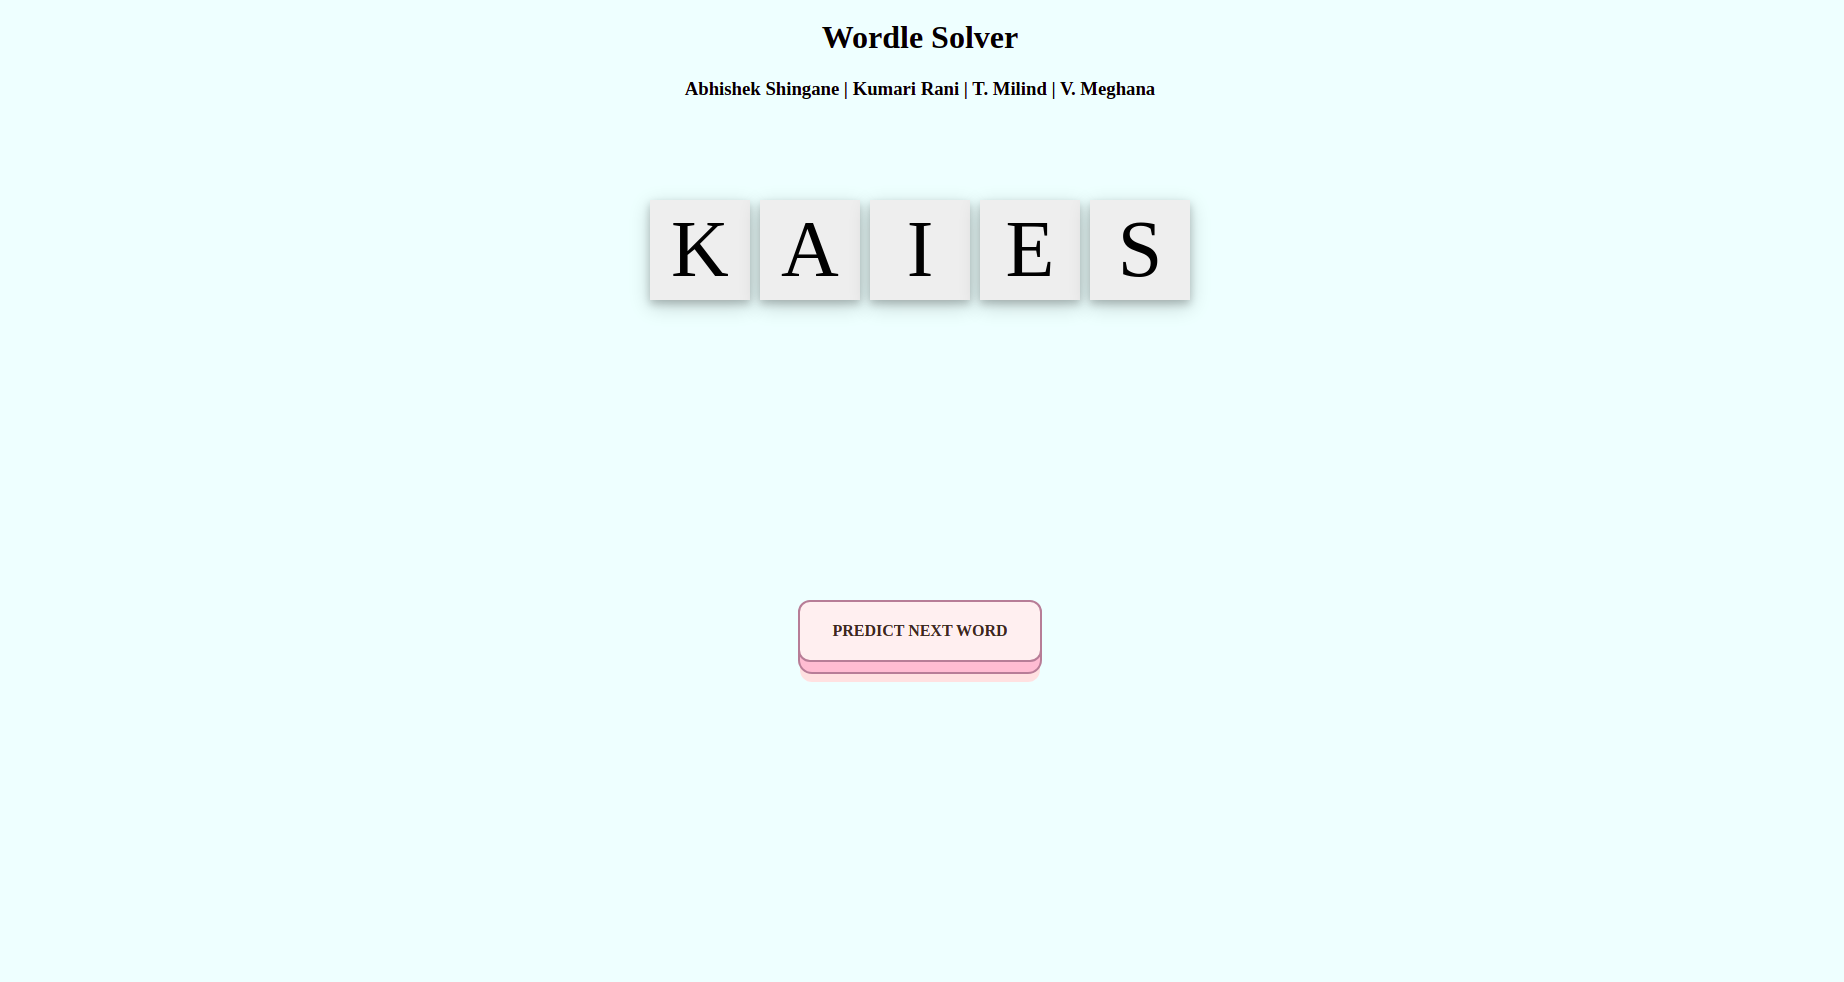 Wordle Solver
Abhishek Shingane | Kumari Rani | T. Milind | V. Meghana
K A I E S
PREDICT NEXT WORD